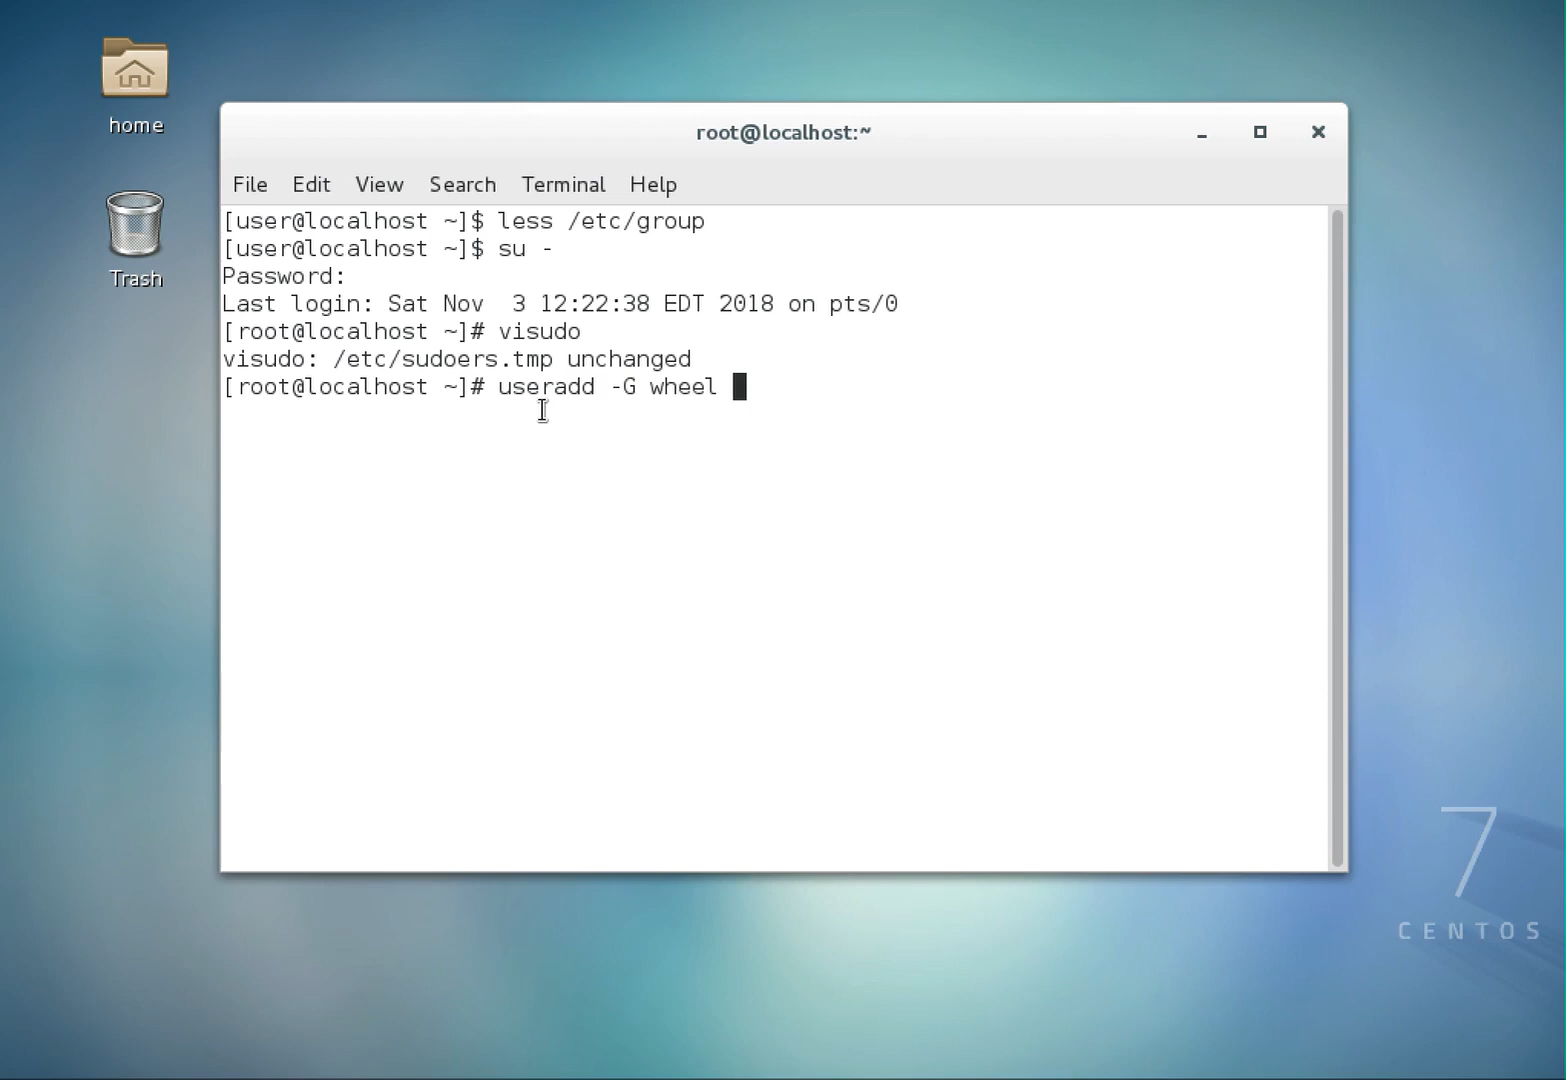 home
Trash
root@localhost:~
File Edit View Search Terminal Help
[user@localhost ~]$ less /etc/group
[user@localhost ~]$ su -
Password:
Last login: Sat Nov  3 12:22:38 EDT 2018 on pts/0
[root@localhost ~]# visudo
visudo: /etc/sudoers.tmp unchanged
[root@localhost ~]# useradd -G wheel
7
CENTOS